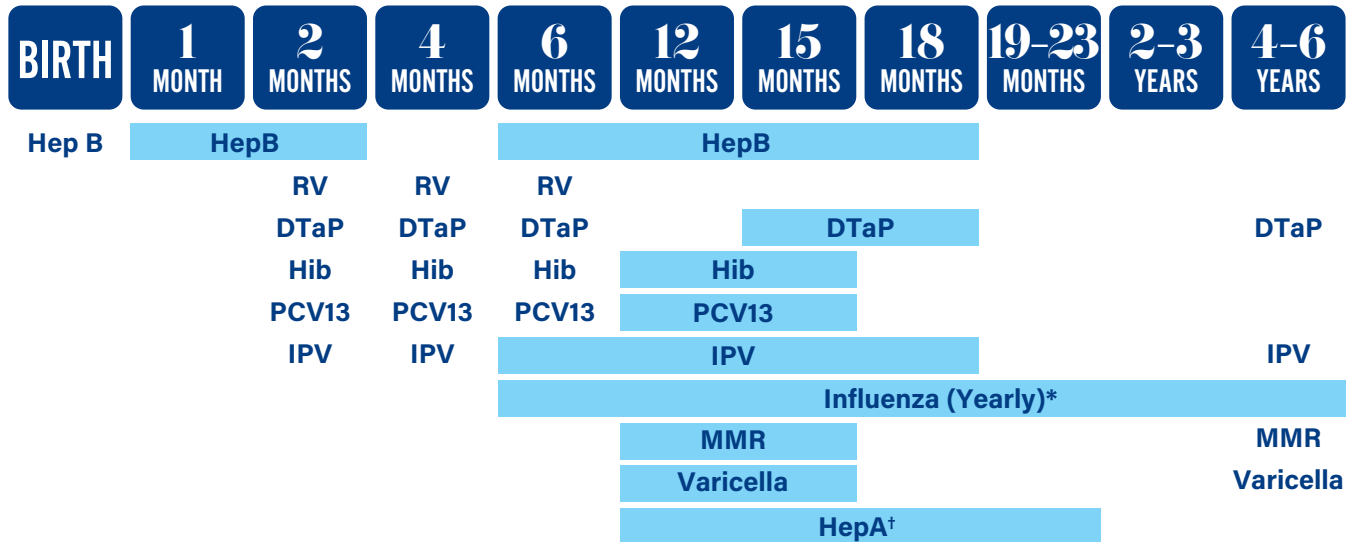 BIRTH 1 MONTH 2 MONTHS 4 MONTHS 6 MONTHS 12 MONTHS 15 MONTHS 18 MONTHS 19–23 MONTHS 2–3 YEARS 4–6 YEARS
Hep B HepB HepB
RV RV RV
DTaP DTaP DTaP DTaP DTaP
Hib Hib Hib Hib
PCV13 PCV13 PCV13 PCV13
IPV IPV IPV IPV
Influenza (Yearly)*
MMR MMR
Varicella Varicella
HepA†